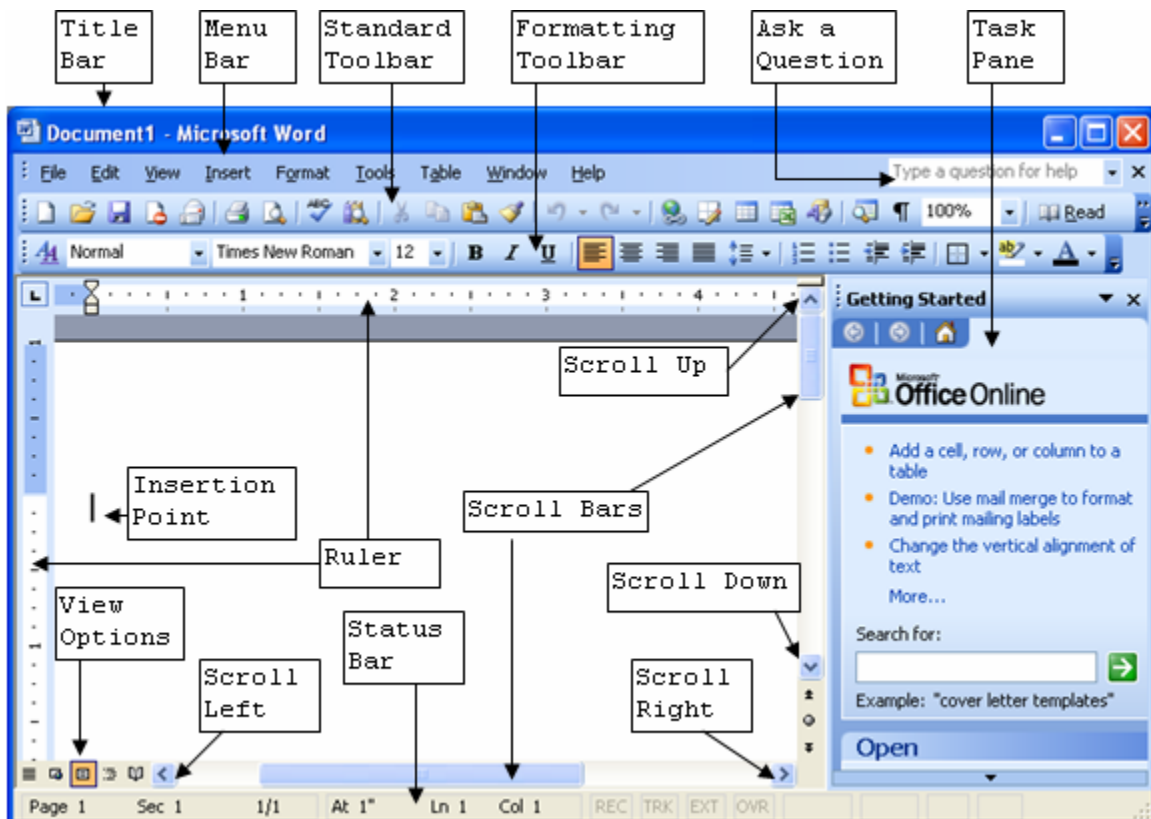 Title Bar
Menu Bar
Standard Toolbar
Formatting Toolbar
Ask a Question
Task Pane
Document1 - Microsoft Word
File Edit View Insert Format Tools Table Window Help Type a question for help
ABC 100% Read
Normal Times New Roman 12 B I U ab A
1 2 3 4
Getting Started
Scroll Up
Microsoft
Office Online
Add a cell, row, or column to a
table
Demo: Use mail merge to format
and print mailing labels
Change the vertical alignment of
text
More...
Insertion
Point
Scroll Bars
Ruler
Scroll Down
View
Options
Status
Bar
Search for:
Scroll
Left
Scroll
Right
Example: "cover letter templates"
Open
Page 1 Sec 1 1/1 At 1" Ln 1 Col 1 REC TRK EXT OVR